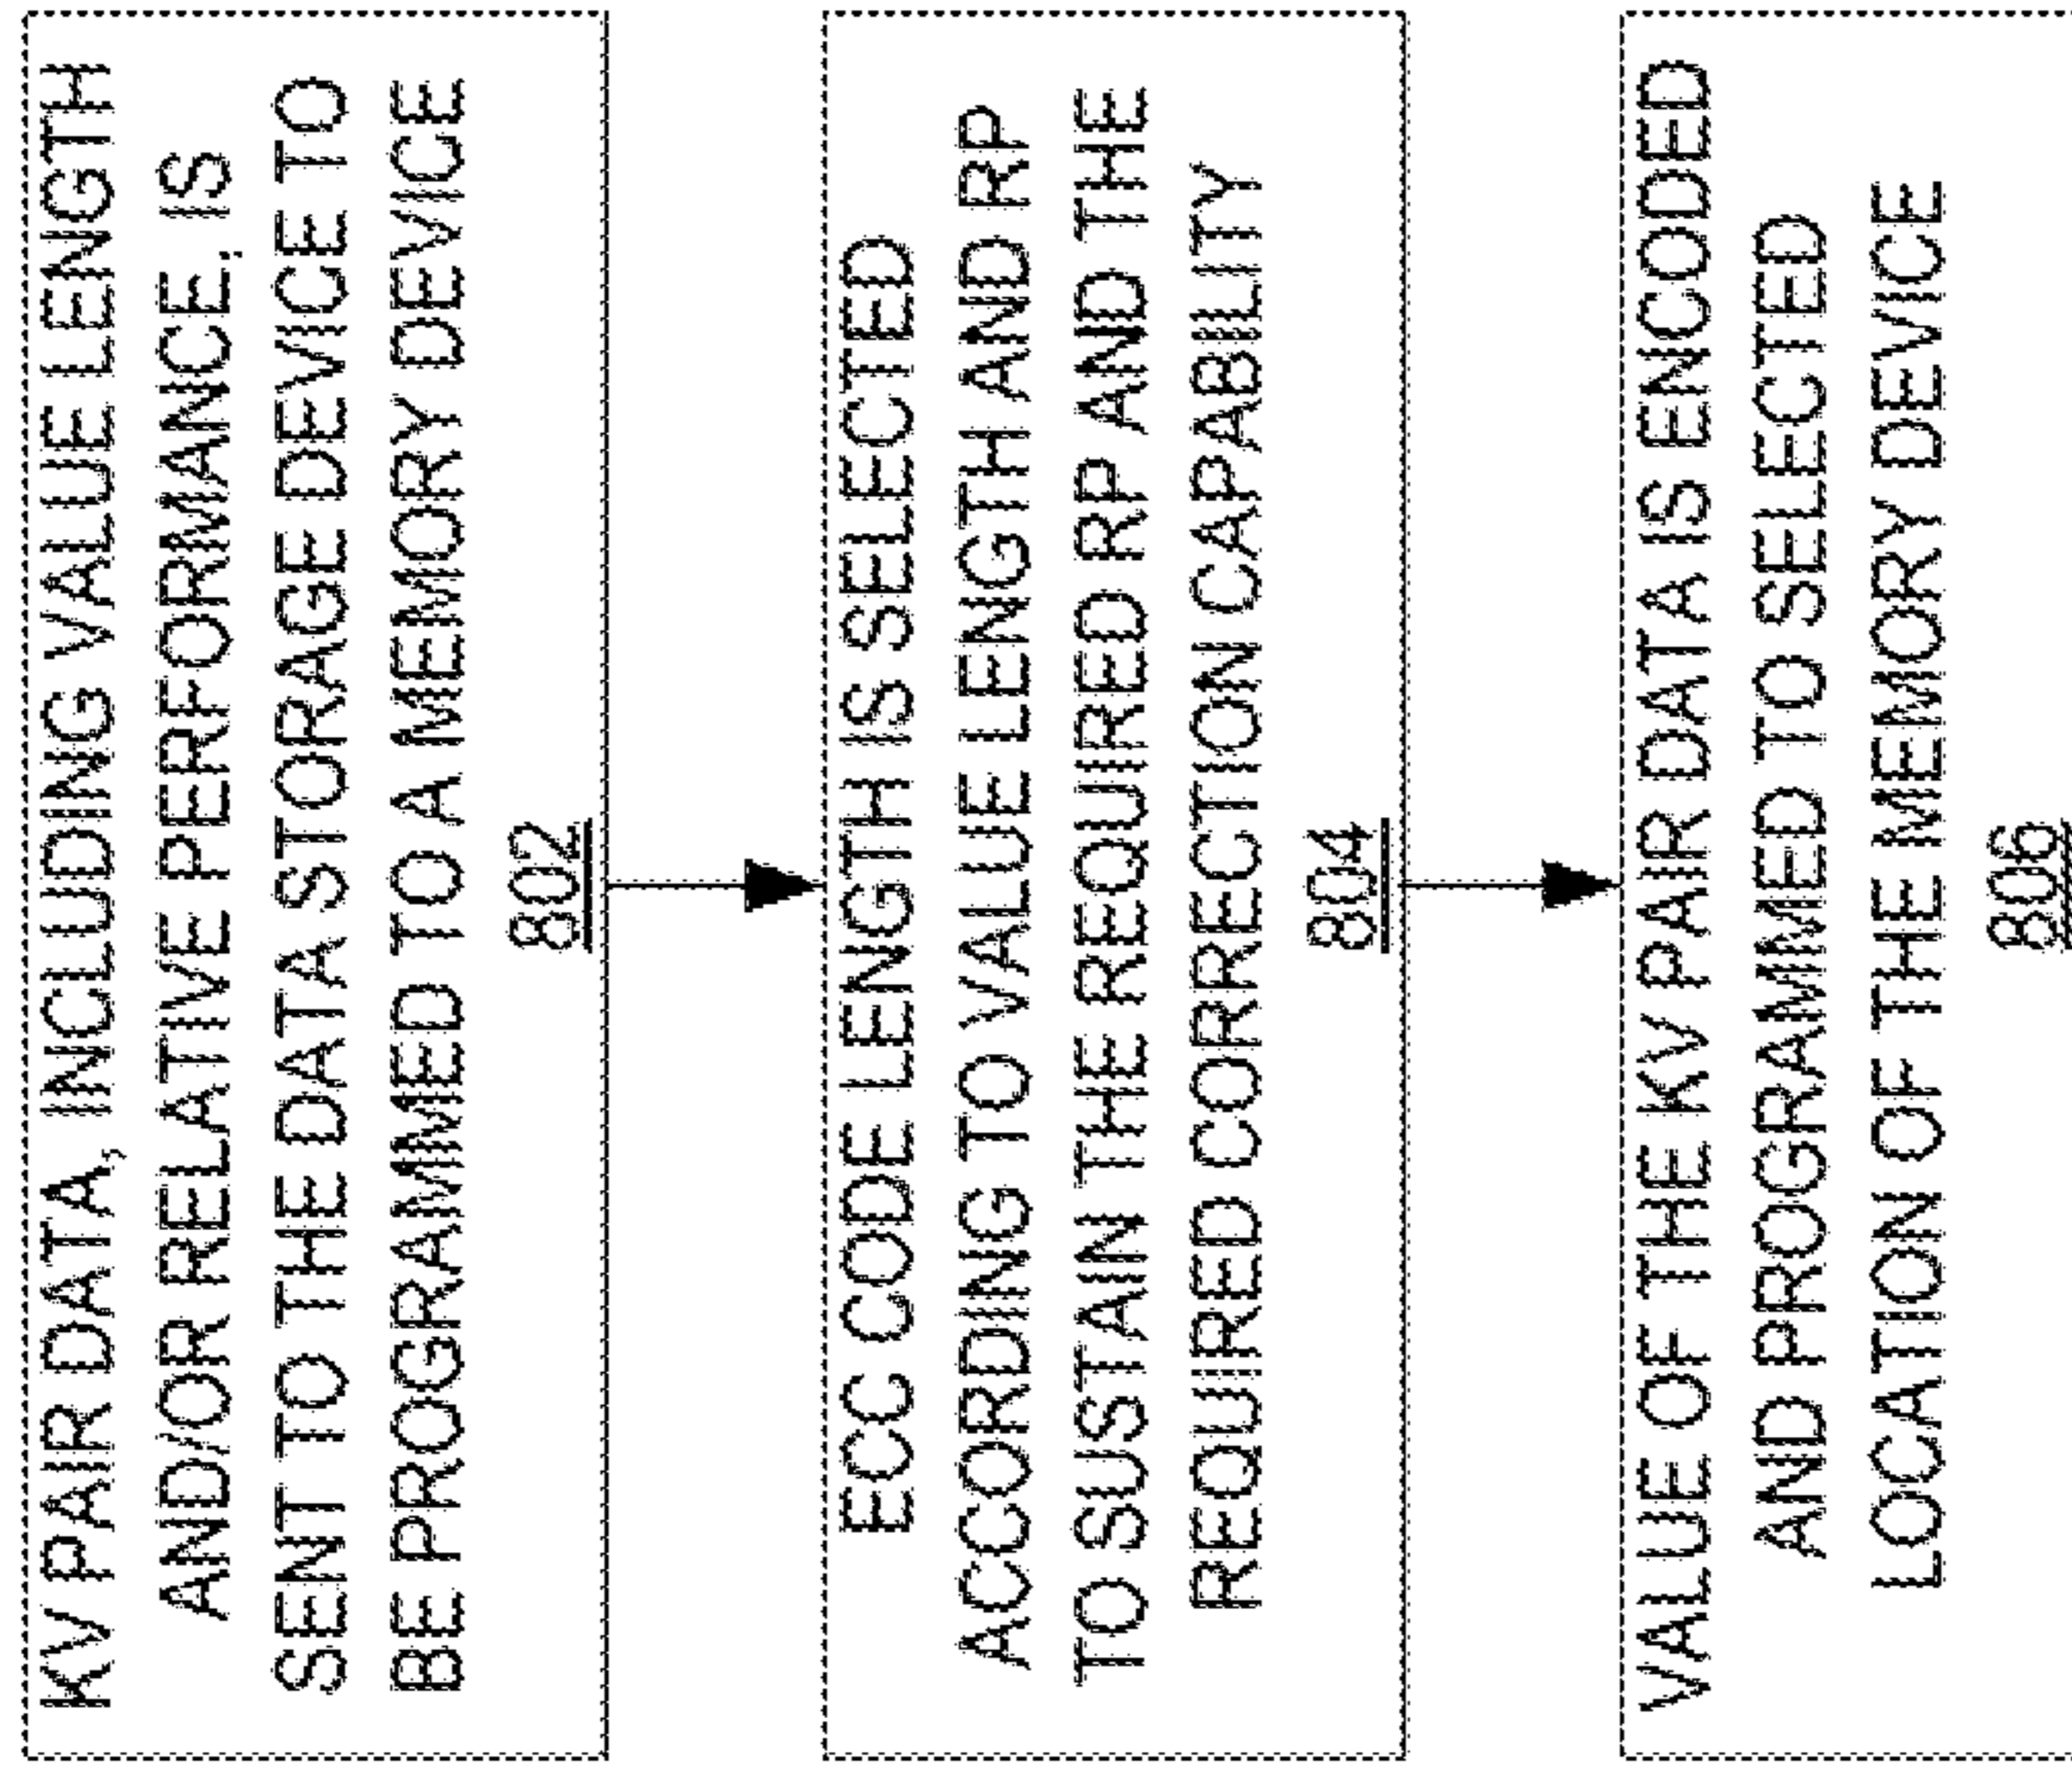 KV PAIR DATA, INCLUDING VALUE LENGTH
AND/OR RELATIVE PERFORMANCE, IS
SENT TO THE DATA STORAGE DEVICE TO
BE PROGRAMMED TO A MEMORY DEVICE
802
ECC CODE LENGTH IS SELECTED
ACCORDING TO VALUE LENGTH AND RP
TO SUSTAIN THE REQUIRED RP AND THE
REQUIRED CORRECTION CAPABILITY
804
VALUE OF THE KV PAIR DATA IS ENCODED
AND PROGRAMMED TO SELECTED
LOCATION OF THE MEMORY DEVICE
806